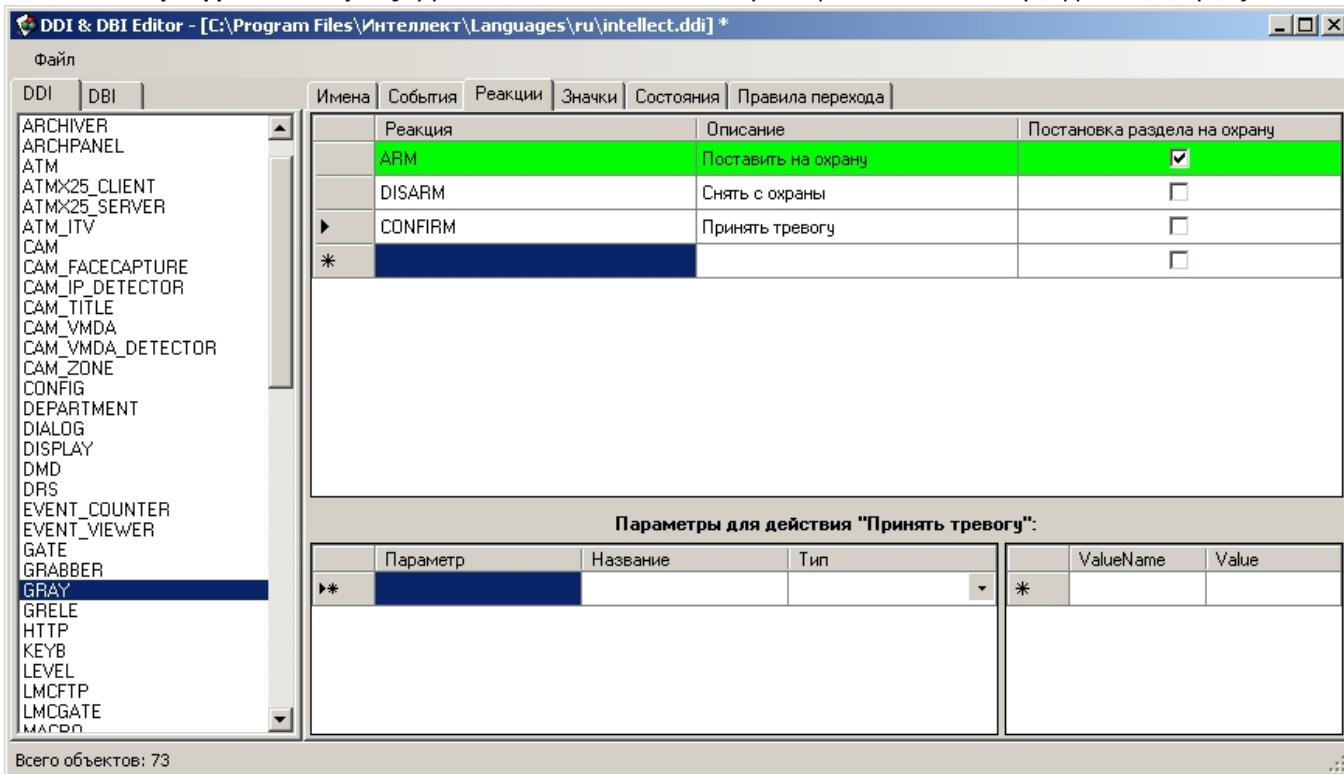 DDI & DBI Editor - [C:\Program Files\Интеллект\Languages\ru\intellect.ddi] *
Файл
DDI DBI
Имена События Реакции Значки Состояния Правила перехода
ARCHIVER
ARCHPANEL
ATM
ATMX25_CLIENT
ATMX25_SERVER
ATM_ITV
CAM
CAM_FACECAPTURE
CAM_IP_DETECTOR
CAM_TITLE
CAM_VMDA
CAM_VMDA_DETECTOR
CAM_ZONE
CONFIG
DEPARTMENT
DIALOG
DISPLAY
DMD
DRS
EVENT_COUNTER
EVENT_VIEWER
GATE
GRABBER
GRAY
GRELE
HTTP
KEYB
LEVEL
LMCFTP
LMCGATE
MACRO
Реакция Описание Постановка раздела на охрану
ARM Поставить на охрану
DISARM Снять с охраны
CONFIRM Принять тревогу
Параметры для действия "Принять тревогу":
Параметр Название Тип ValueName Value
Всего объектов: 73